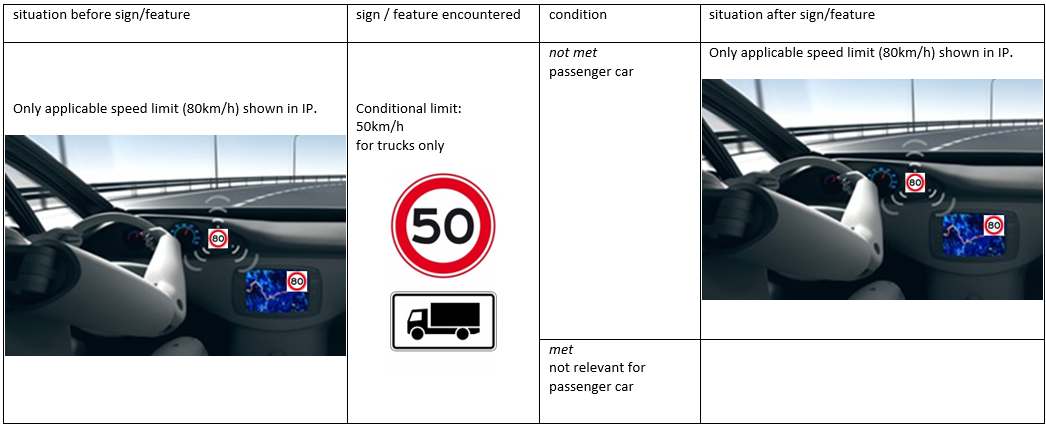 situation before sign/feature
sign / feature encountered
condition
situation after sign/feature
Only applicable speed limit (80km/h) shown in IP.
80
80
Conditional limit:
50km/h
for trucks only
50
not met
passenger car
Only applicable speed limit (80km/h) shown in IP.
80
80
met
not relevant for
passenger car